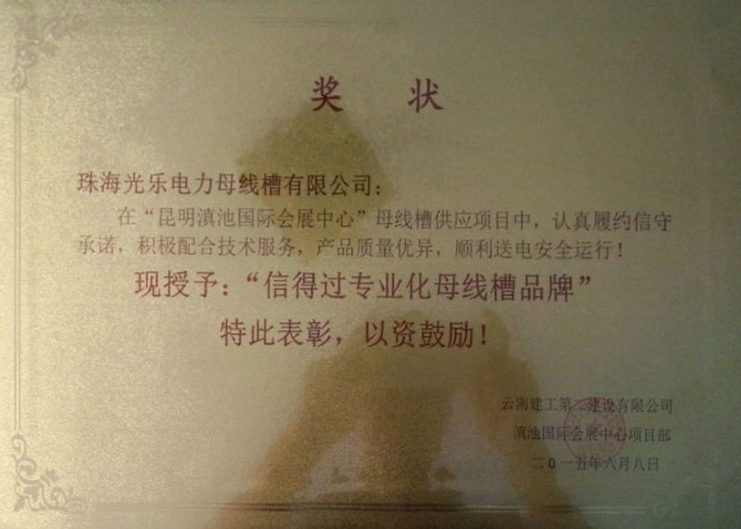 奖 状
珠海光乐电力母线槽有限公司：
在“昆明滇池国际会展中心”母线槽供应项目中，认真履约信守
承诺，积极配合技术服务，产品质量优异，顺利送电安全运行！
现授予：“信得过专业化母线槽品牌”
特此表彰，以资鼓励！
云南建工第二建设有限公司
滇池国际会展中心项目部
二0一五年六月八日